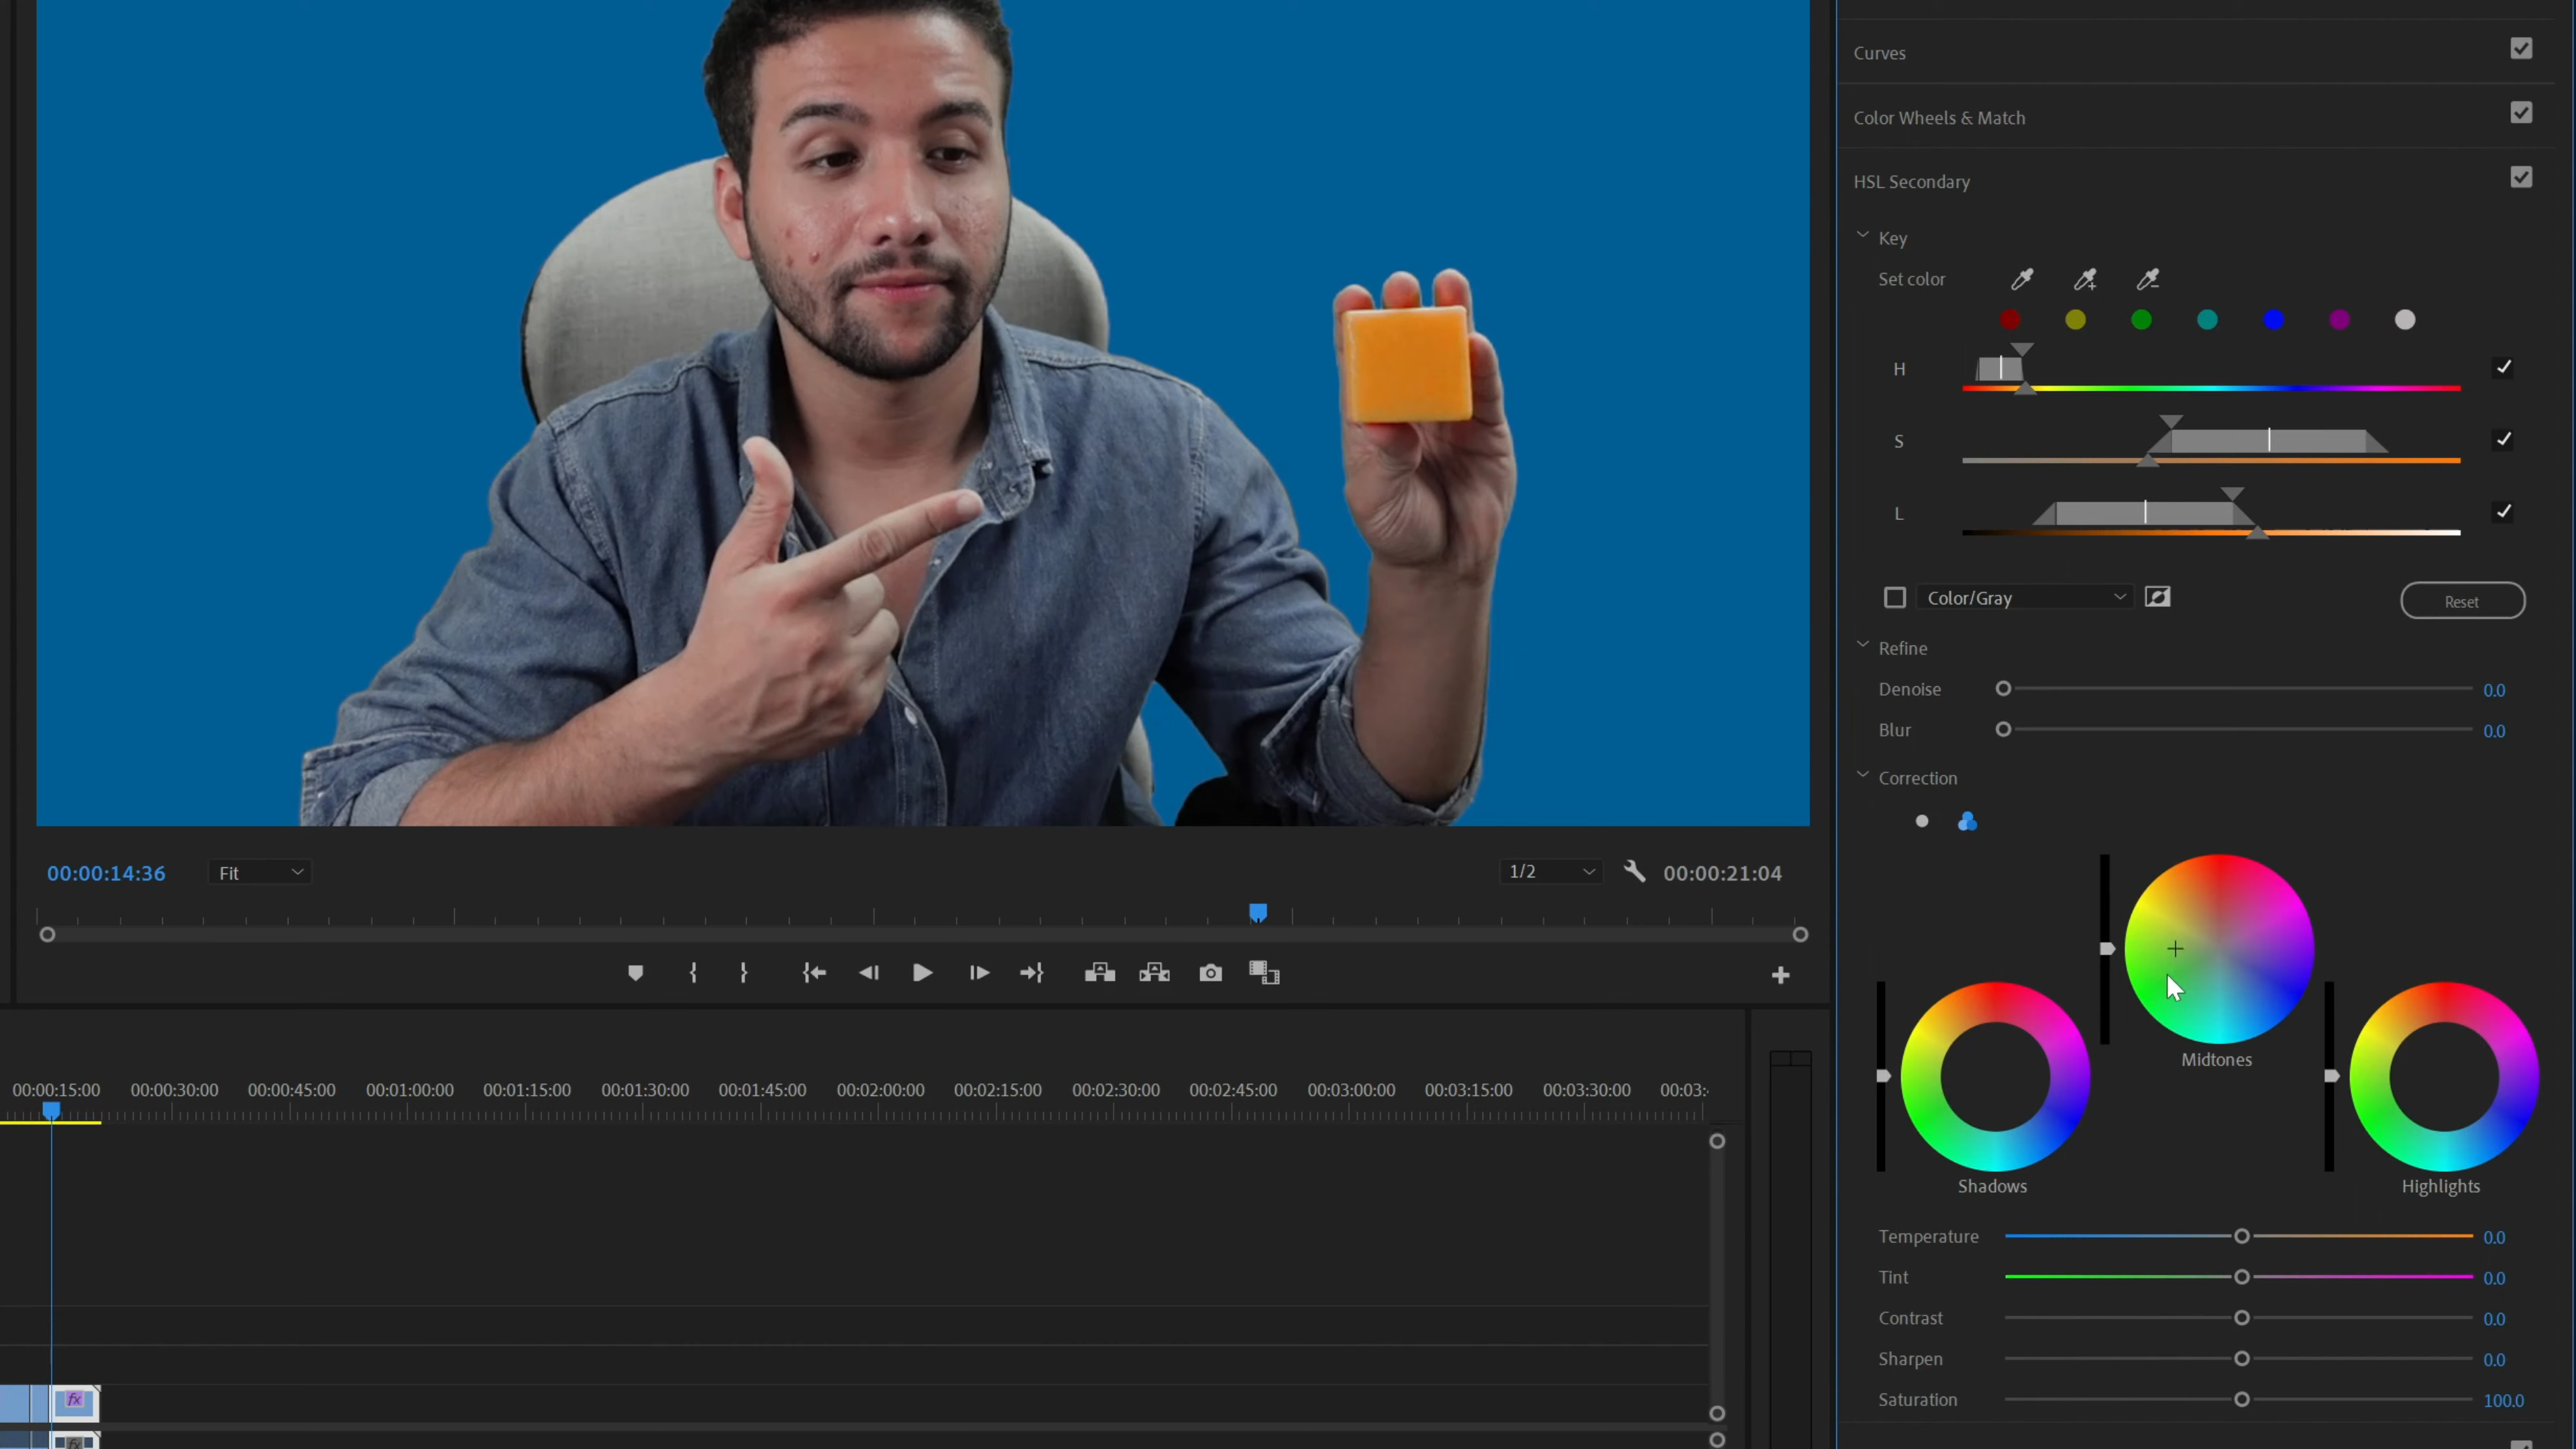 Curves
Color Wheels & Match
HSL Secondary
Key
Set color
H
S
L
Color/Gray
Reset
Refine
Denoise 0.0
Blur 0.0
Correction
00:00:14:36 Fit 1/2 00:00:21:04
Midtones
Shadows
Highlights
00:00:15:00 00:00:30:00 00:00:45:00 00:01:00:00 00:01:15:00 00:01:30:00 00:01:45:00 00:02:00:00 00:02:15:00 00:02:30:00 00:02:45:00 00:03:00:00 00:03:15:00 00:03:30:00 00:03:
Temperature 0.0
Tint 0.0
Contrast 0.0
Sharpen 0.0
Saturation 100.0
fx
fx